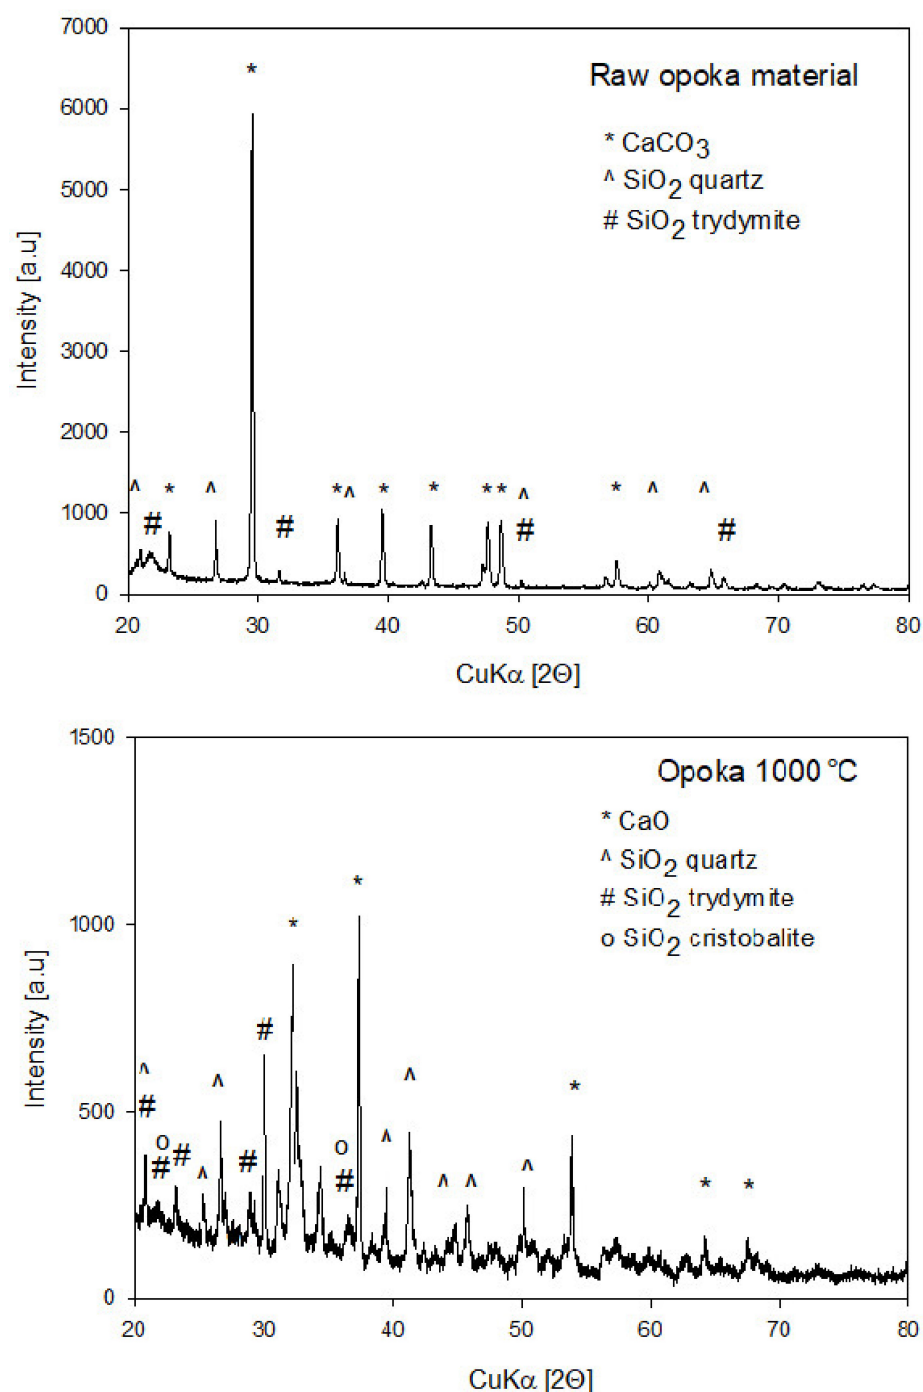 7000
6000
5000
4000
3000
2000
1000
0
Intensity [a.u]
Raw opoka material
* CaCO3
^ SiO2 quartz
# SiO2 trydymite
*
^ * ^ * ^ * * * * * ^ ^ ^
# # # #
20 30 40 50 60 70 80
CuKα [2Θ]
1500
1000
500
0
Intensity [a.u]
Opoka 1000 °C
* CaO
^ SiO2 quartz
# SiO2 trydymite
o SiO2 cristobalite
*
*
#
^ ^ ^ *
#
o # ^ # o ^ ^ ^ ^
# #
* *
20 30 40 50 60 70 80
CuKα [2Θ]